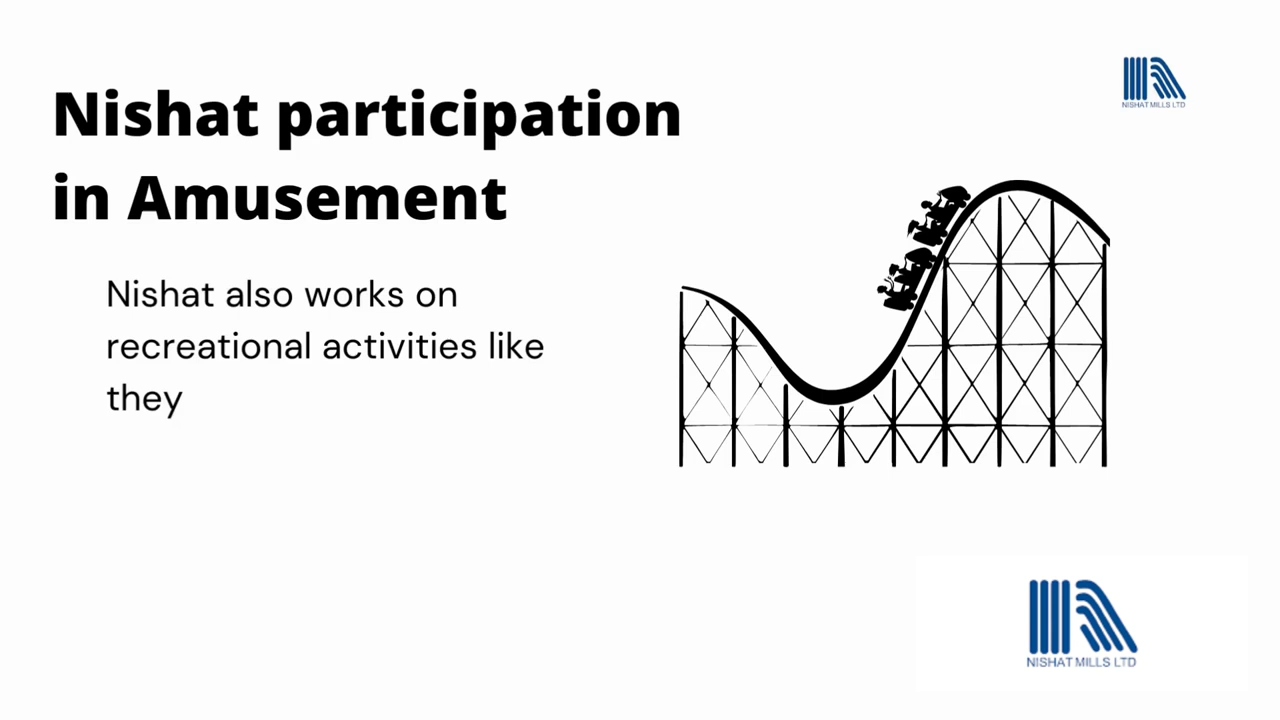 Nishat participation
in Amusement
NISHAT MILLS LTD
Nishat also works on
recreational activities like
they
NISHAT MILLS LTD